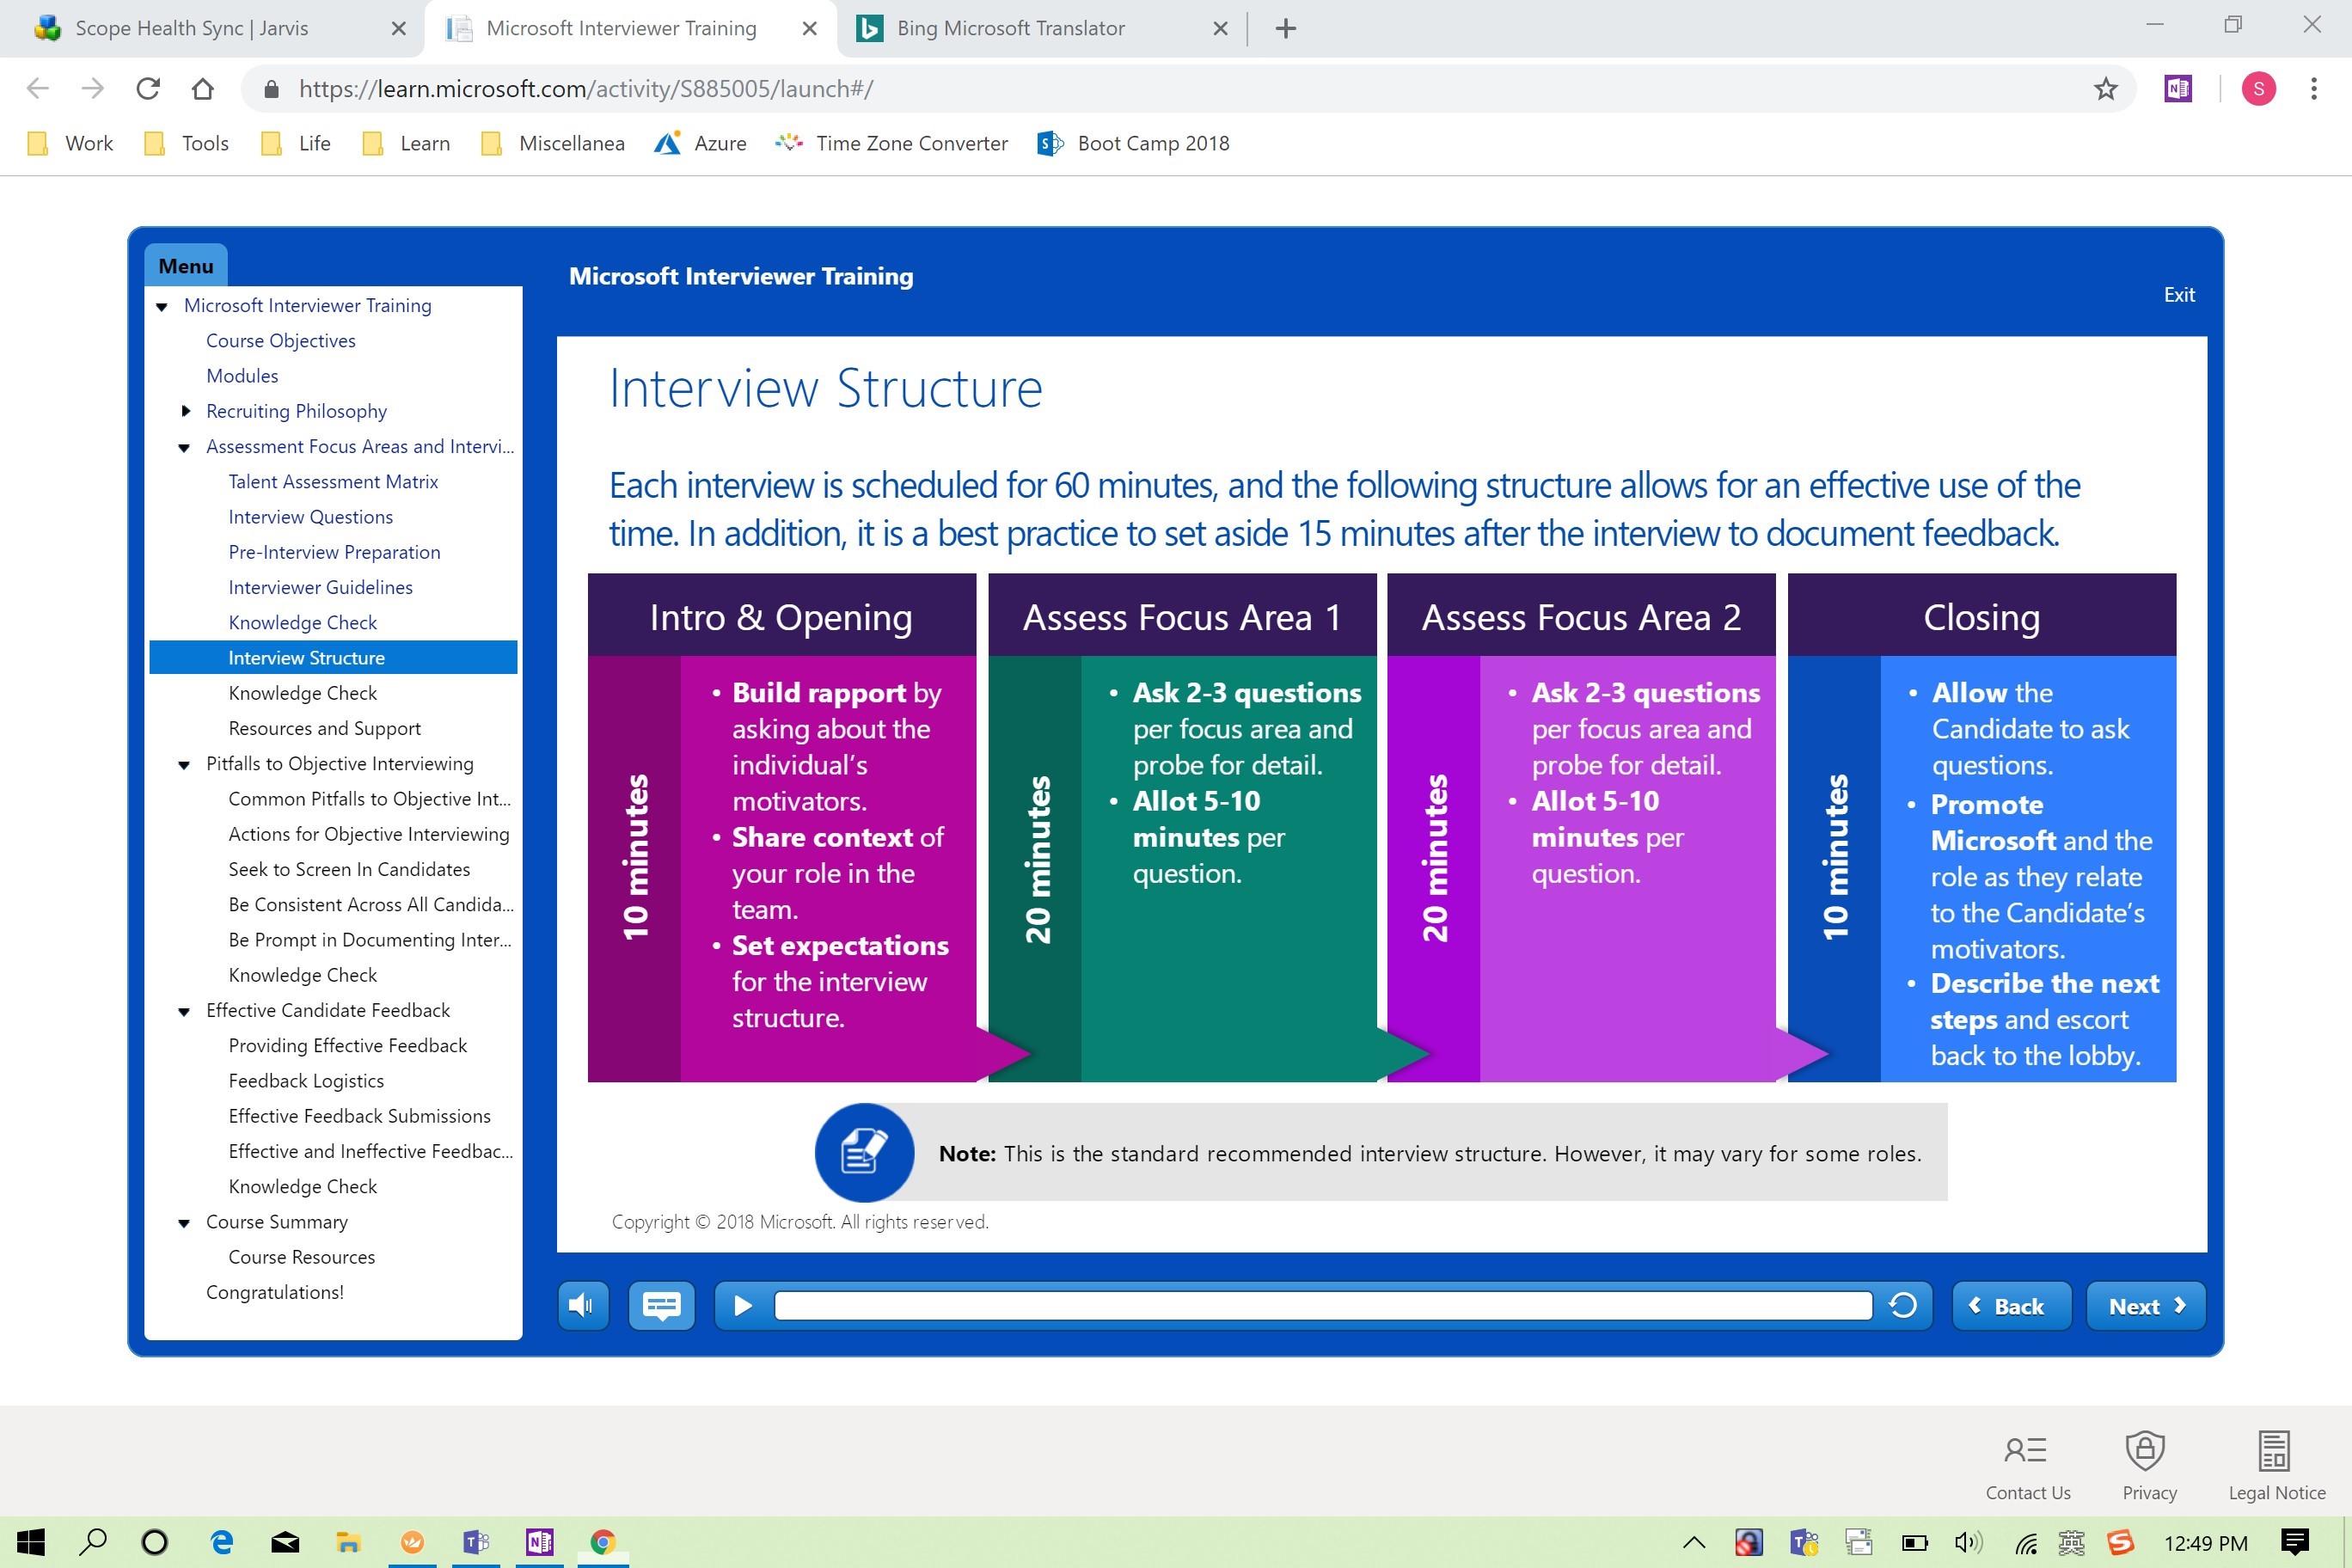 Scope Health Sync | Jarvis
Microsoft Interviewer Training
Bing Microsoft Translator
https://learn.microsoft.com/activity/S885005/launch#/
S
Work
Tools
Life
Learn
Miscellanea
Azure
Time Zone Converter
Boot Camp 2018
Menu
Microsoft Interviewer Training
Course Objectives
Modules
Recruiting Philosophy
Assessment Focus Areas and Intervi...
Talent Assessment Matrix
Interview Questions
Pre-Interview Preparation
Interviewer Guidelines
Knowledge Check
Interview Structure
Knowledge Check
Resources and Support
Pitfalls to Objective Interviewing
Common Pitfalls to Objective Int...
Actions for Objective Interviewing
Seek to Screen In Candidates
Be Consistent Across All Candida...
Be Prompt in Documenting Inter...
Knowledge Check
Effective Candidate Feedback
Providing Effective Feedback
Feedback Logistics
Effective Feedback Submissions
Effective and Ineffective Feedbac...
Knowledge Check
Course Summary
Course Resources
Congratulations!
Microsoft Interviewer Training
Exit
Interview Structure
Each interview is scheduled for 60 minutes, and the following structure allows for an effective use of the
time. In addition, it is a best practice to set aside 15 minutes after the interview to document feedback.
Intro & Opening
10 minutes
• Build rapport by
asking about the
individual's
motivators.
• Share context of
your role in the
team.
• Set expectations
for the interview
structure.
Assess Focus Area 1
20 minutes
• Ask 2-3 questions
per focus area and
probe for detail.
• Allot 5-10
minutes per
question.
Assess Focus Area 2
20 minutes
• Ask 2-3 questions
per focus area and
probe for detail.
• Allot 5-10
minutes per
question.
Closing
10 minutes
• Allow the
Candidate to ask
questions.
• Promote
Microsoft and the
role as they relate
to the Candidate's
motivators.
• Describe the next
steps and escort
back to the lobby.
Note: This is the standard recommended interview structure. However, it may vary for some roles.
Copyright © 2018 Microsoft. All rights reserved.
Back
Next
Contact Us
Privacy
Legal Notice
英
12:49 PM